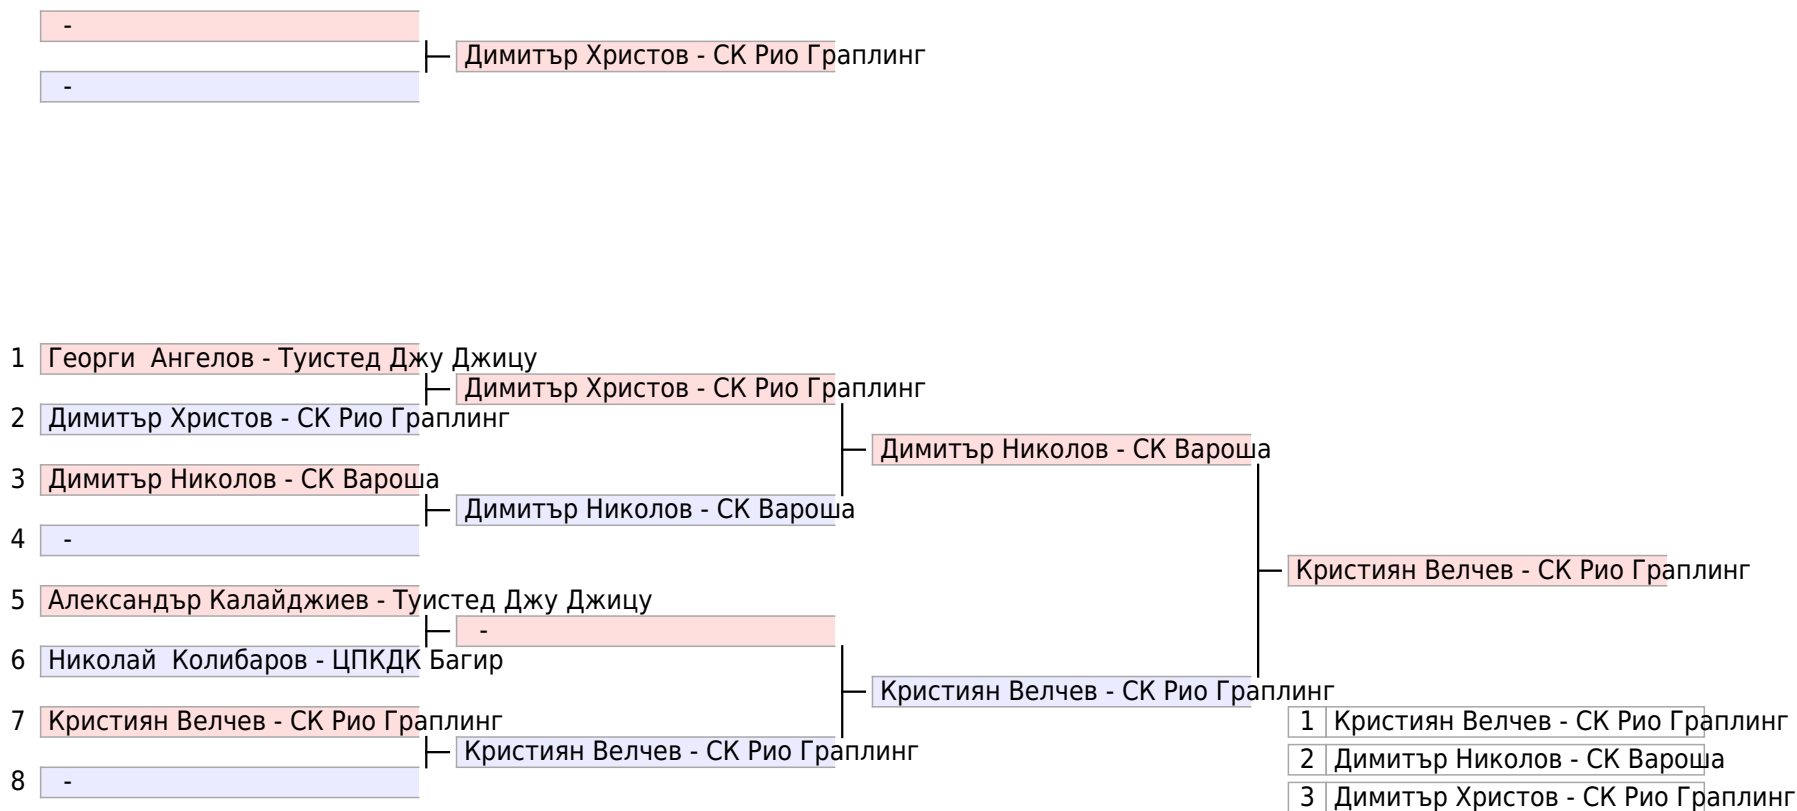 -
Димитър Христов - СК Рио Граплинг
-
1 Георги  Ангелов - Туистед Джу Джицу
Димитър Христов - СК Рио Граплинг
2 Димитър Христов - СК Рио Граплинг
Димитър Николов - СК Вароша
3 Димитър Николов - СК Вароша
Димитър Николов - СК Вароша
4 -
Кристиян Велчев - СК Рио Граплинг
5 Александър Калайджиев - Туистед Джу Джицу
-
6 Николай  Колибаров - ЦПКДК Багир
Кристиян Велчев - СК Рио Граплинг
7 Кристиян Велчев - СК Рио Граплинг
Кристиян Велчев - СК Рио Граплинг
8 -
1 Кристиян Велчев - СК Рио Граплинг
2 Димитър Николов - СК Вароша
3 Димитър Христов - СК Рио Граплинг